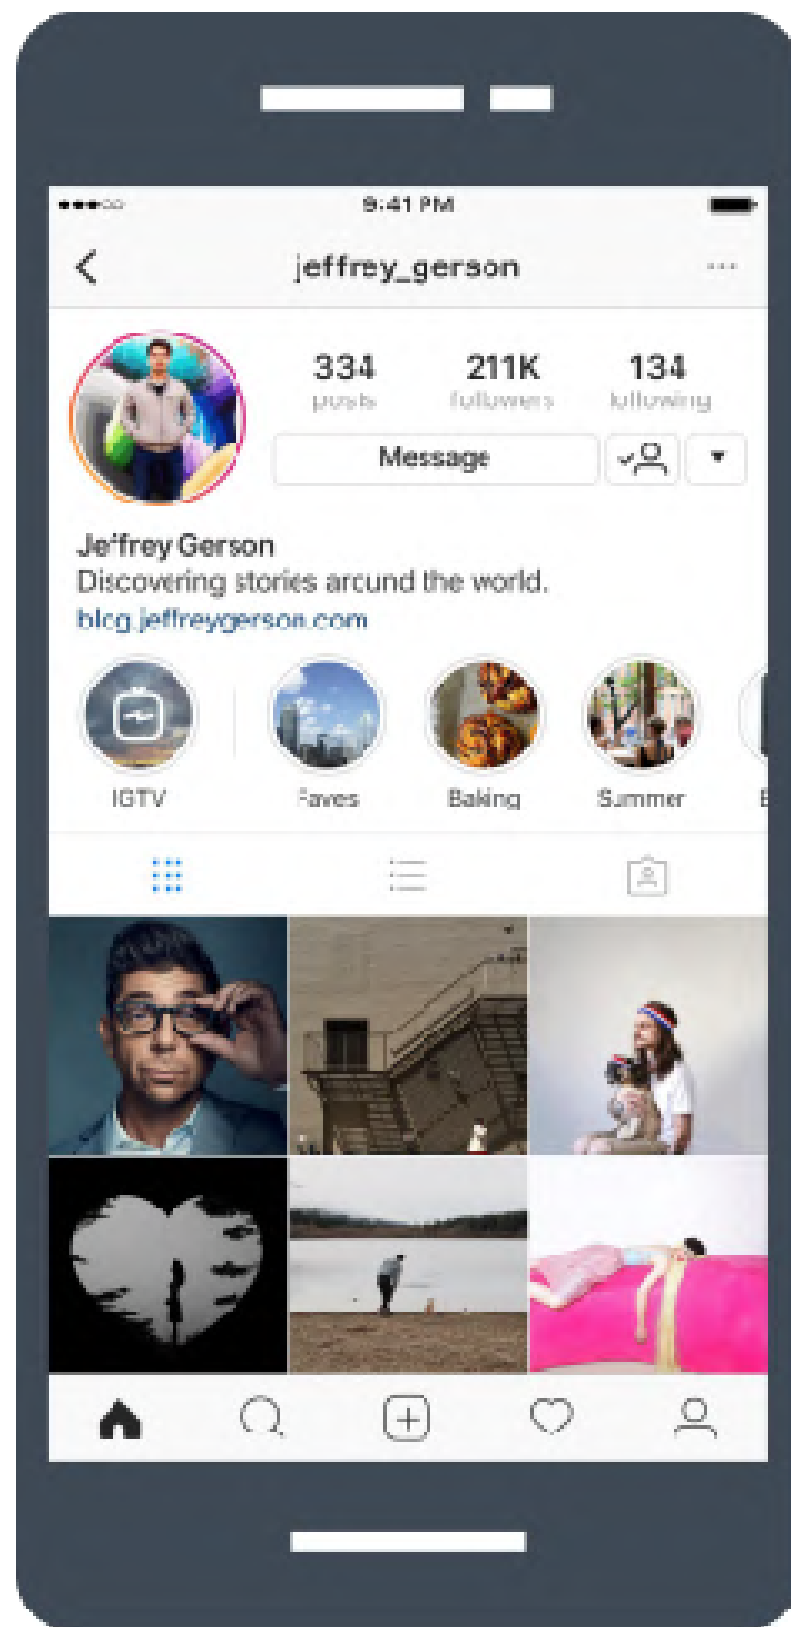 9:41 PM
jeffrey_gerson
334 211K 134
posts followers following
Message
Jeffrey Gerson
Discovering stories around the world.
blog.jeffreygerson.com
IGTV Faves Baking Summer